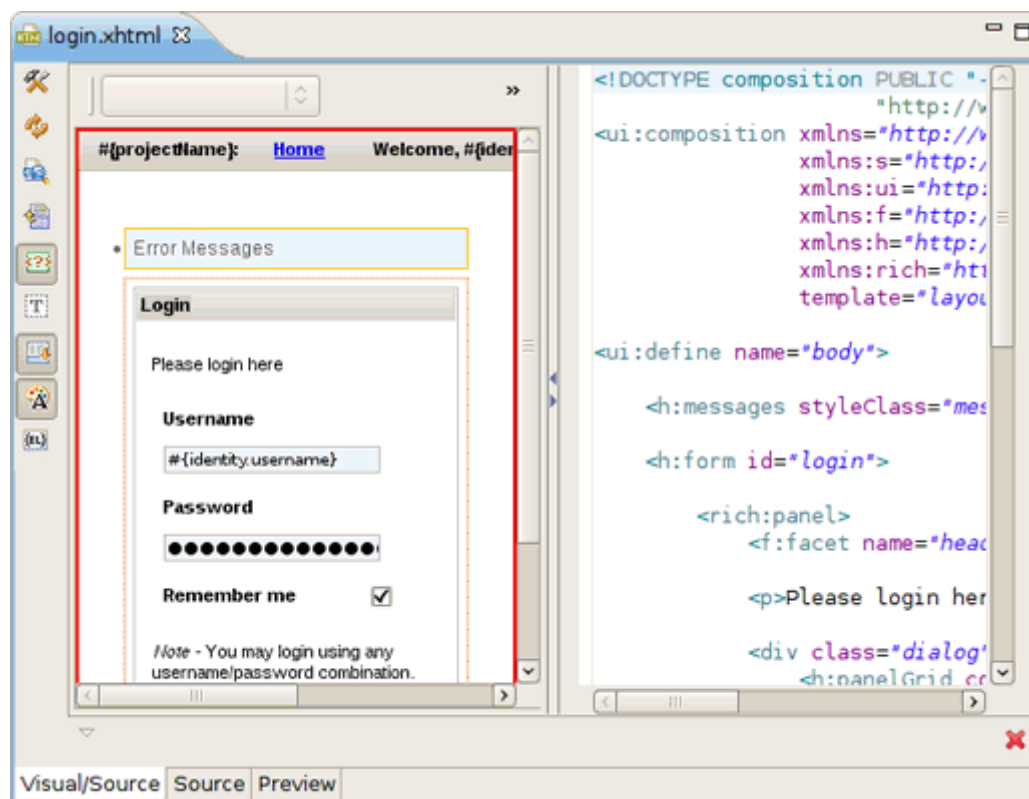 login.xhtml
#{projectName}: Home Welcome, #{iden
Error Messages
Login
Please login here
Username
#{identity.username}
Password
Remember me
Note - You may login using any
username/password combination.
<!DOCTYPE composition PUBLIC "-
"http://w
<ui:composition xmlns="http://w
xmlns:s="http:/
xmlns:ui="http:
xmlns:f="http:/
xmlns:h="http:/
xmlns:rich="htt
template="layou
<ui:define name="body">
<h:messages styleClass="mes
<h:form id="login">
<rich:panel>
<f:facet name="head
<p>Please login her
<div class="dialog"
<h:panelGrid co
Visual/Source Source Preview